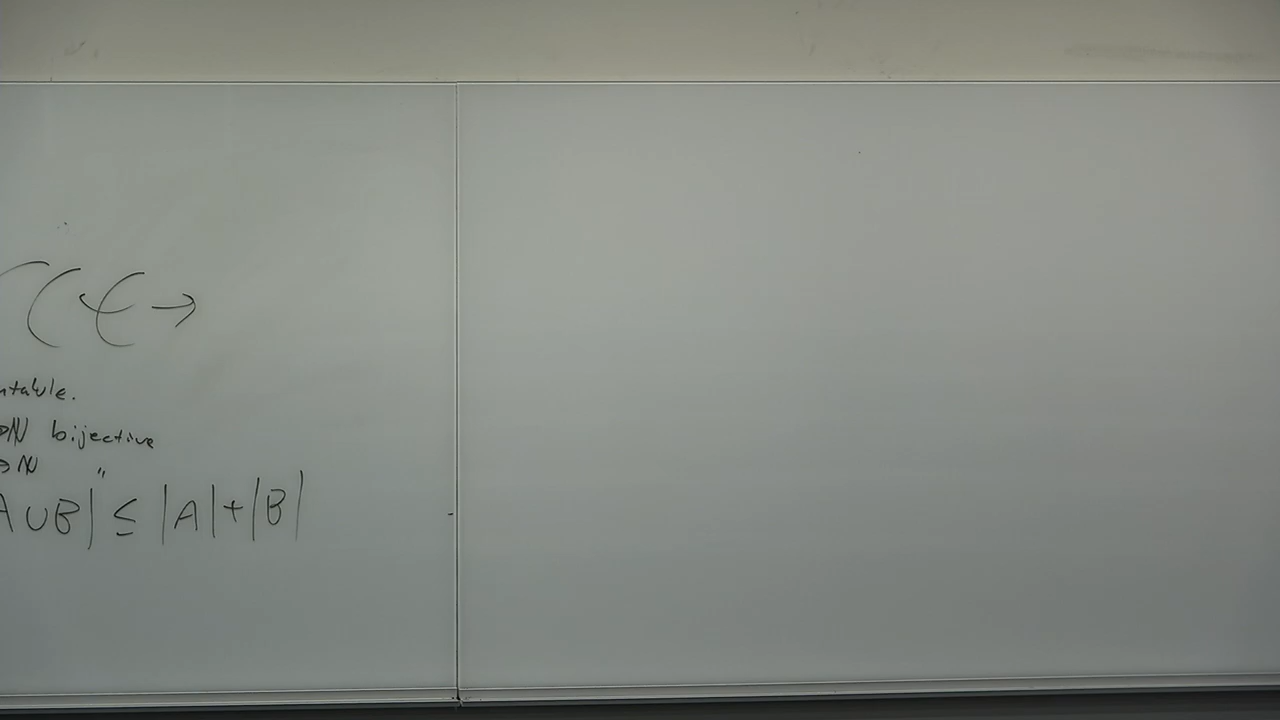 ntable.
→ℕ bijective
→ℕ "
A∪B| ≤ |A|+|B|